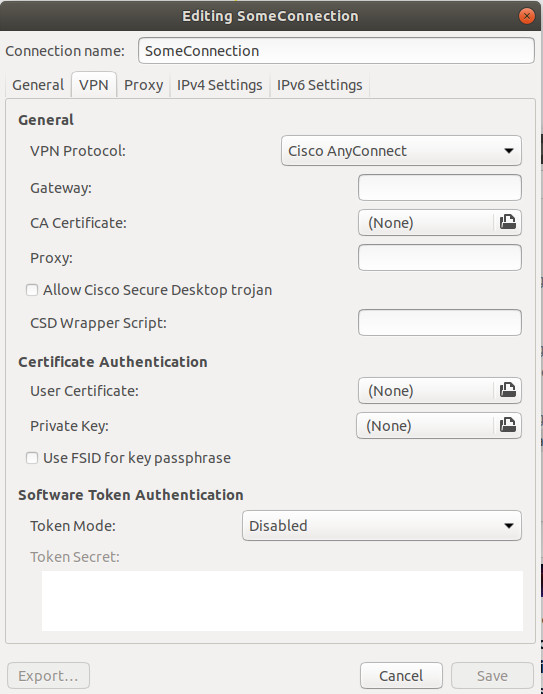 Editing SomeConnection
Connection name: SomeConnection
General VPN Proxy IPv4 Settings IPv6 Settings
General
VPN Protocol: Cisco AnyConnect
Gateway:
CA Certificate: (None)
Proxy:
Allow Cisco Secure Desktop trojan
CSD Wrapper Script:
Certificate Authentication
User Certificate: (None)
Private Key: (None)
Use FSID for key passphrase
Software Token Authentication
Token Mode: Disabled
Token Secret:
Export... Cancel Save